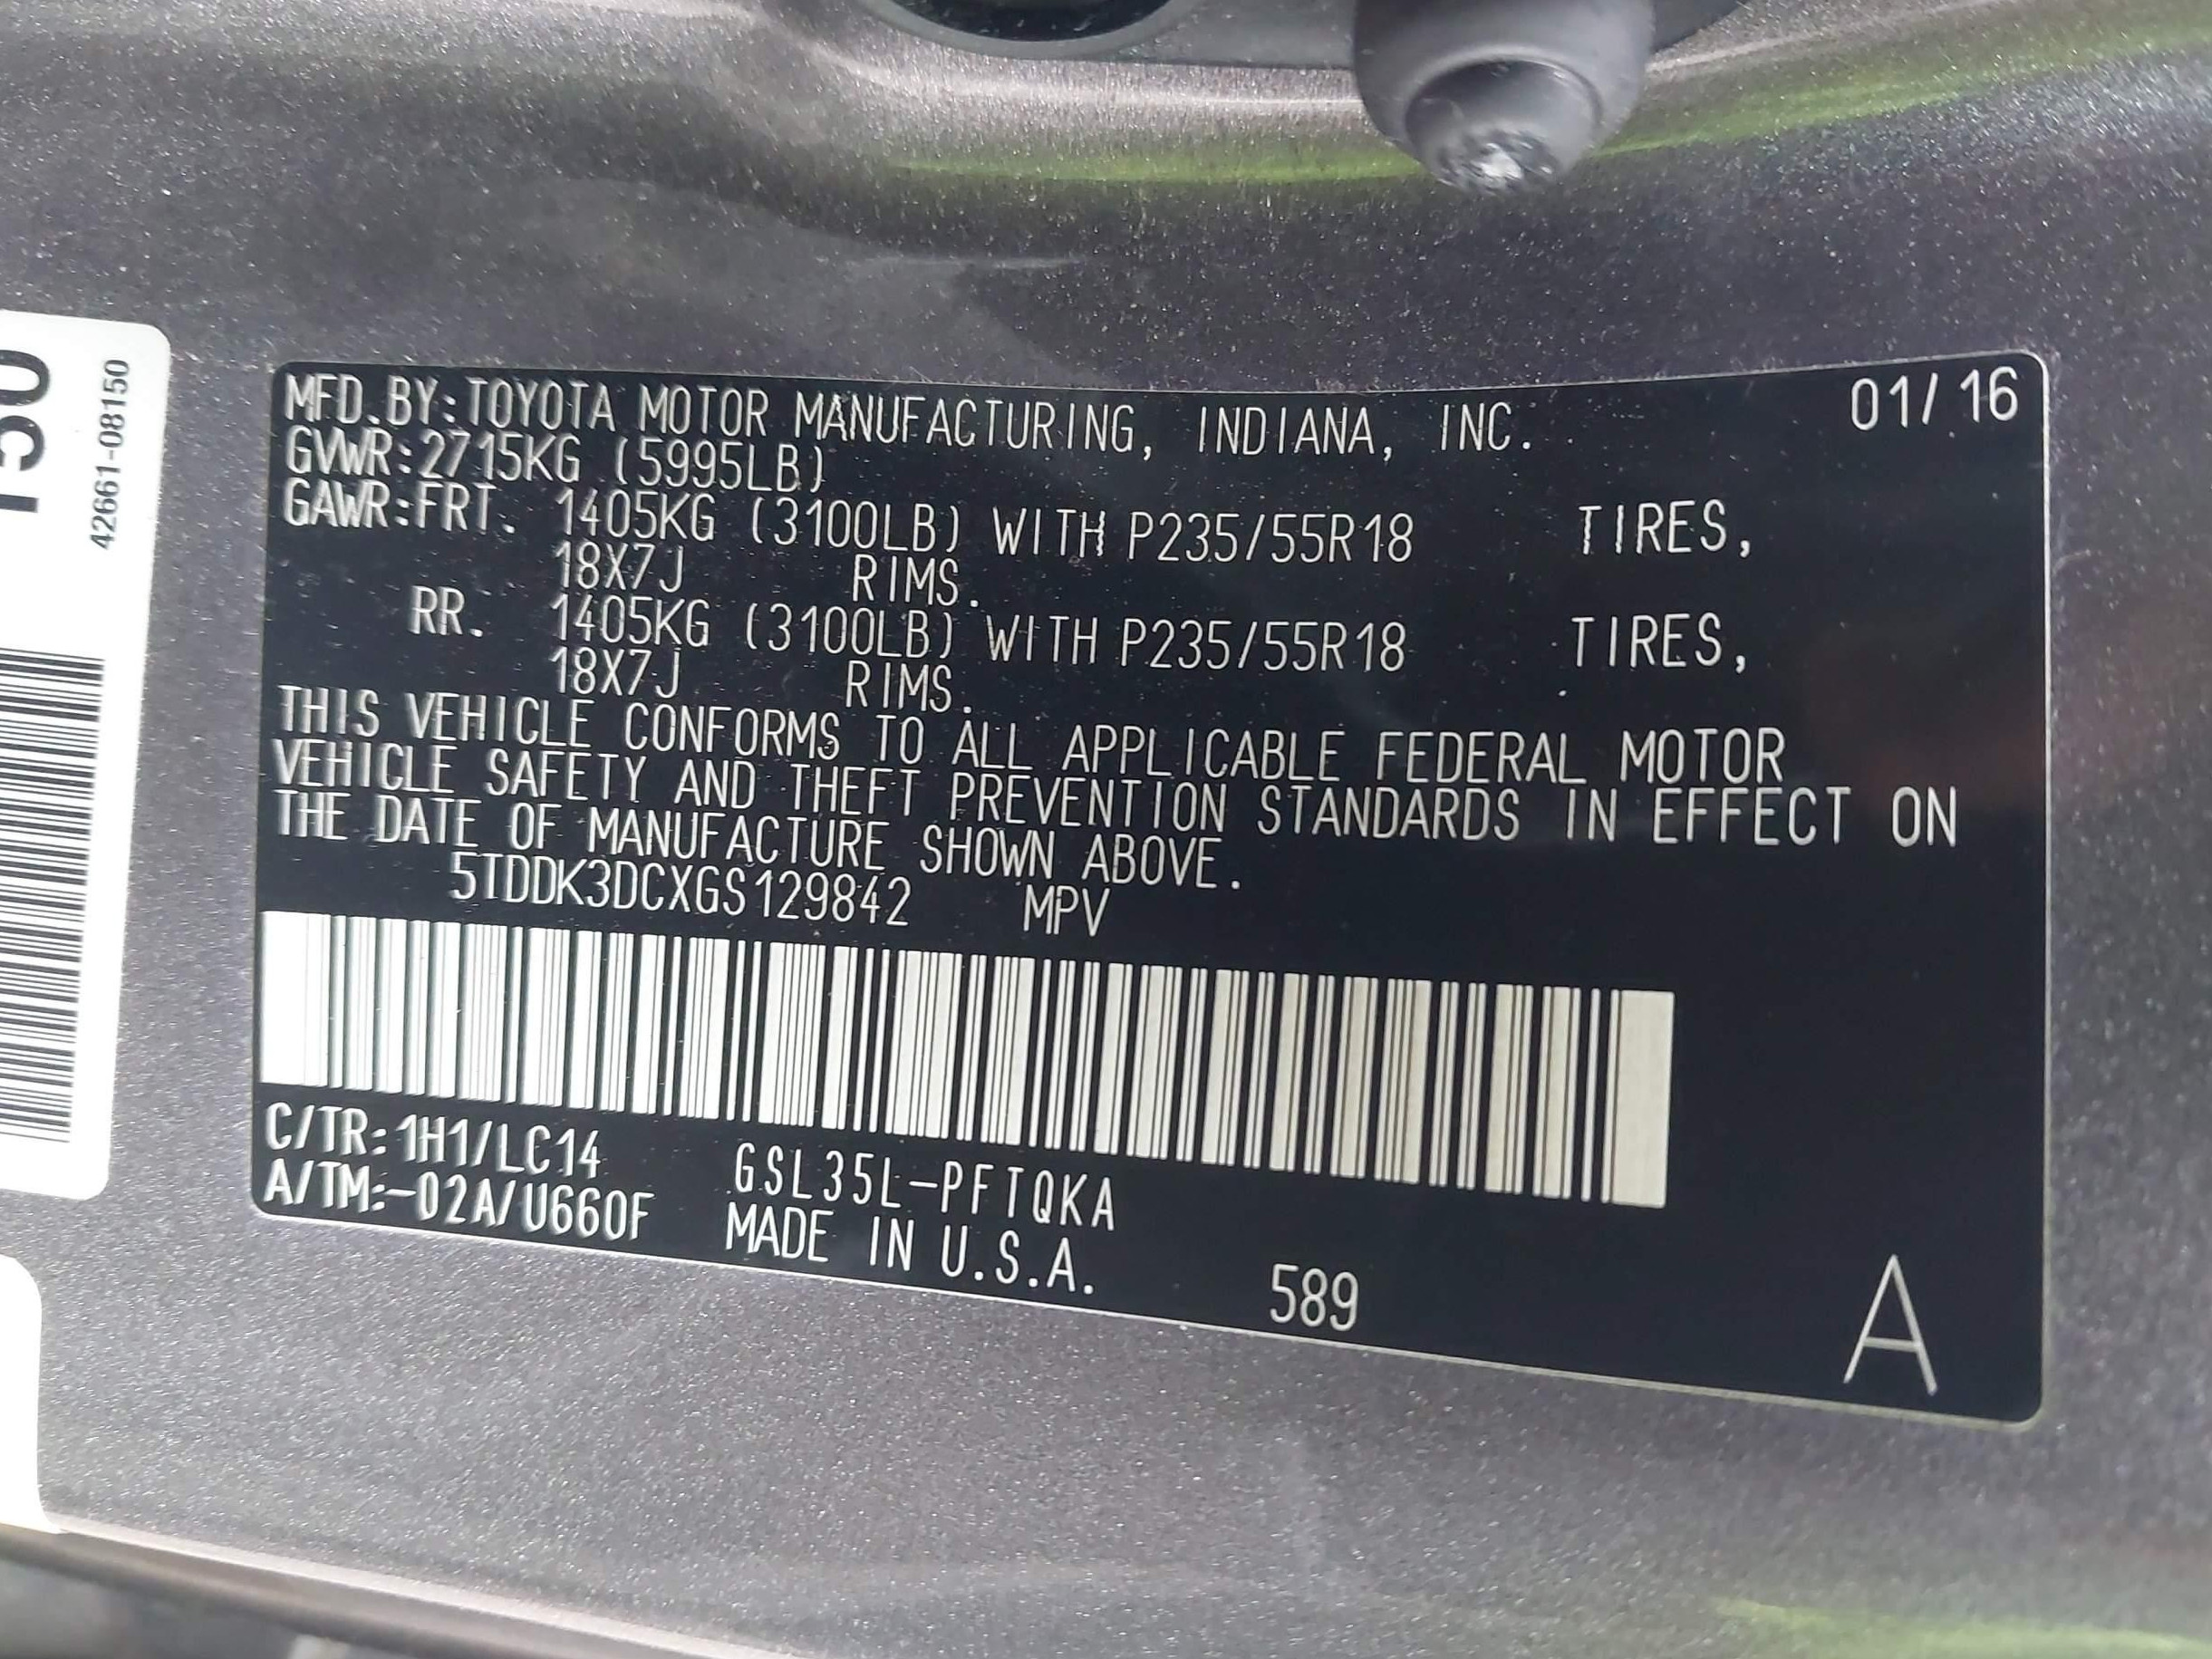 42661-08150
MFD.BY:TOYOTA MOTOR MANUFACTURING, INDIANA, INC. 01/16
GVWR:2715KG (5995LB)
GAWR:FRT. 1405KG (3100LB) WITH P235/55R18 TIRES,
18X7J RIMS.
RR. 1405KG (3100LB) WITH P235/55R18 TIRES,
18X7J RIMS.
THIS VEHICLE CONFORMS TO ALL APPLICABLE FEDERAL MOTOR
VEHICLE SAFETY AND THEFT PREVENTION STANDARDS IN EFFECT ON
THE DATE OF MANUFACTURE SHOWN ABOVE.
5TDDK3DCXGS129842 MPV
C/TR:1H1/LC14 GSL35L-PFTQKA
A/TM:-02A/U660F MADE IN U.S.A. 589 A